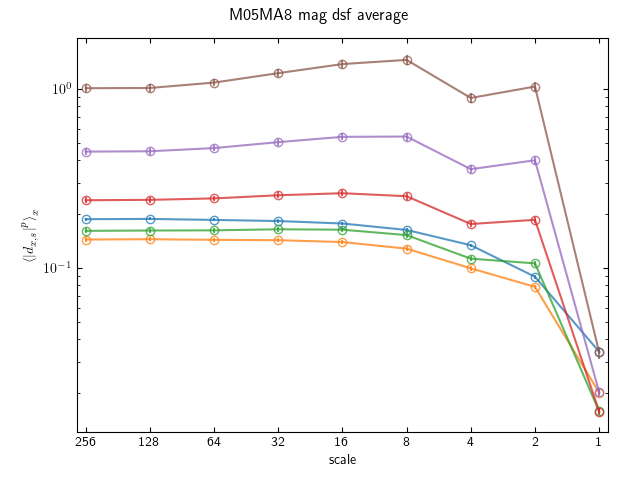 M05MA8 mag dsf average
10⁰
10⁻¹
⟨|d_{x,s}|^p⟩_x
256 128 64 32 16 8 4 2 1
scale